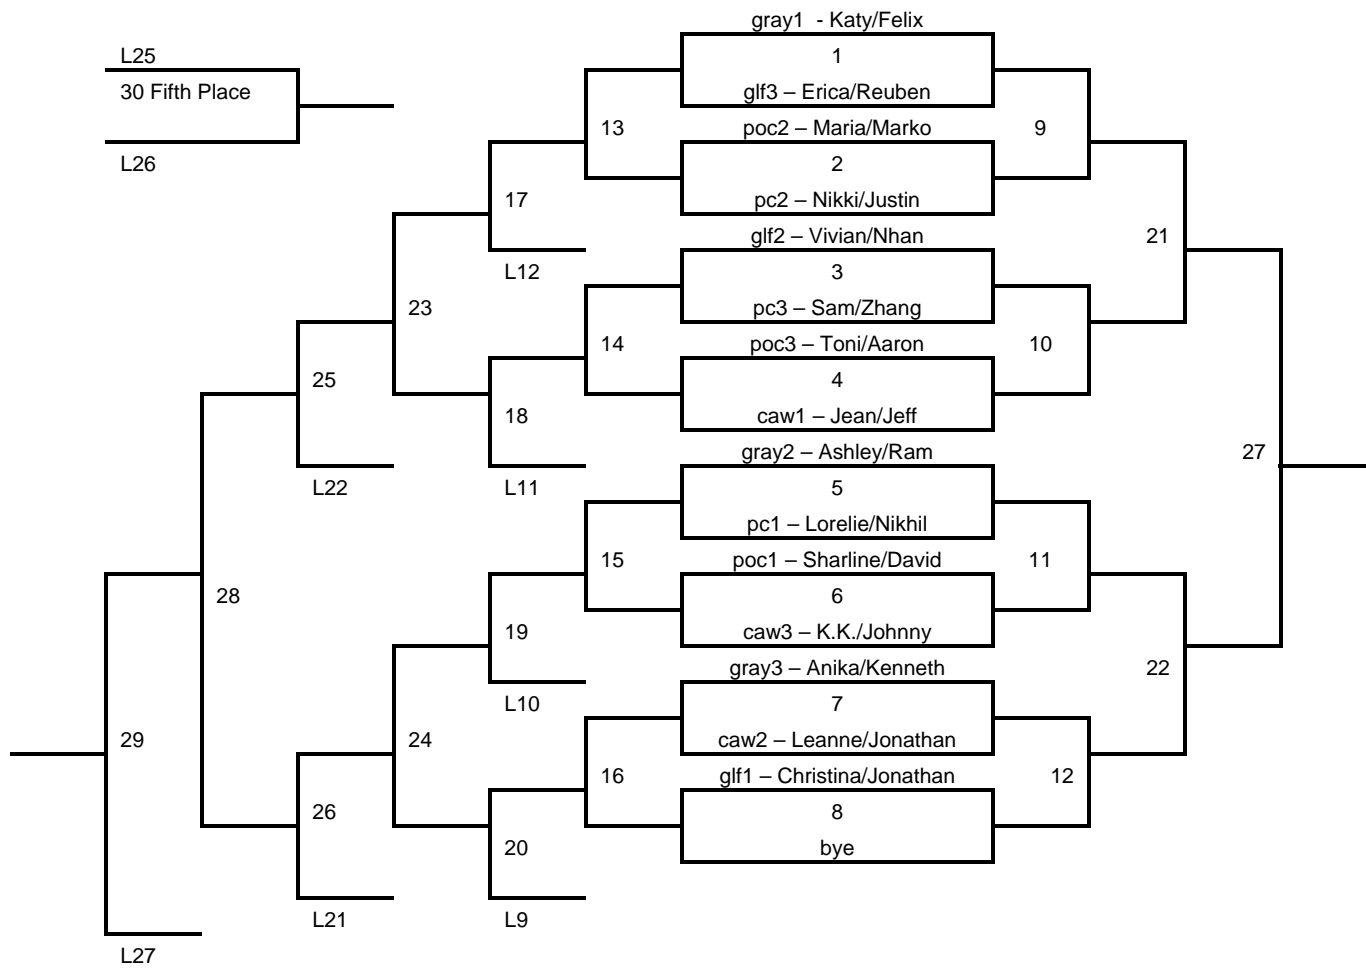 gray1 - Katy/Felix
L25
1
30 Fifth Place
glf3 – Erica/Reuben
13
poc2 – Maria/Marko
9
L26
2
17
pc2 – Nikki/Justin
glf2 – Vivian/Nhan
21
L12
3
23
pc3 – Sam/Zhang
14
poc3 – Toni/Aaron
10
25
4
18
caw1 – Jean/Jeff
gray2 – Ashley/Ram
27
L22
L11
5
pc1 – Lorelie/Nikhil
15
poc1 – Sharline/David
11
28
6
19
caw3 – K.K./Johnny
gray3 – Anika/Kenneth
22
L10
7
29
24
caw2 – Leanne/Jonathan
16
glf1 – Christina/Jonathan
12
26
8
20
bye
L21
L9
L27